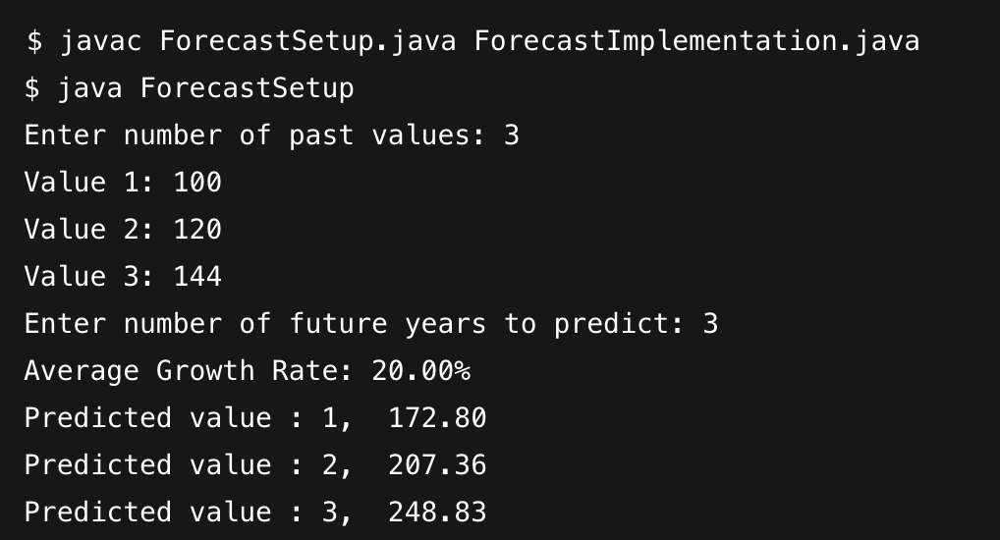 $ javac ForecastSetup.java ForecastImplementation.java
$ java ForecastSetup
Enter number of past values: 3
Value 1: 100
Value 2: 120
Value 3: 144
Enter number of future years to predict: 3
Average Growth Rate: 20.00%
Predicted value : 1,  172.80
Predicted value : 2,  207.36
Predicted value : 3,  248.83